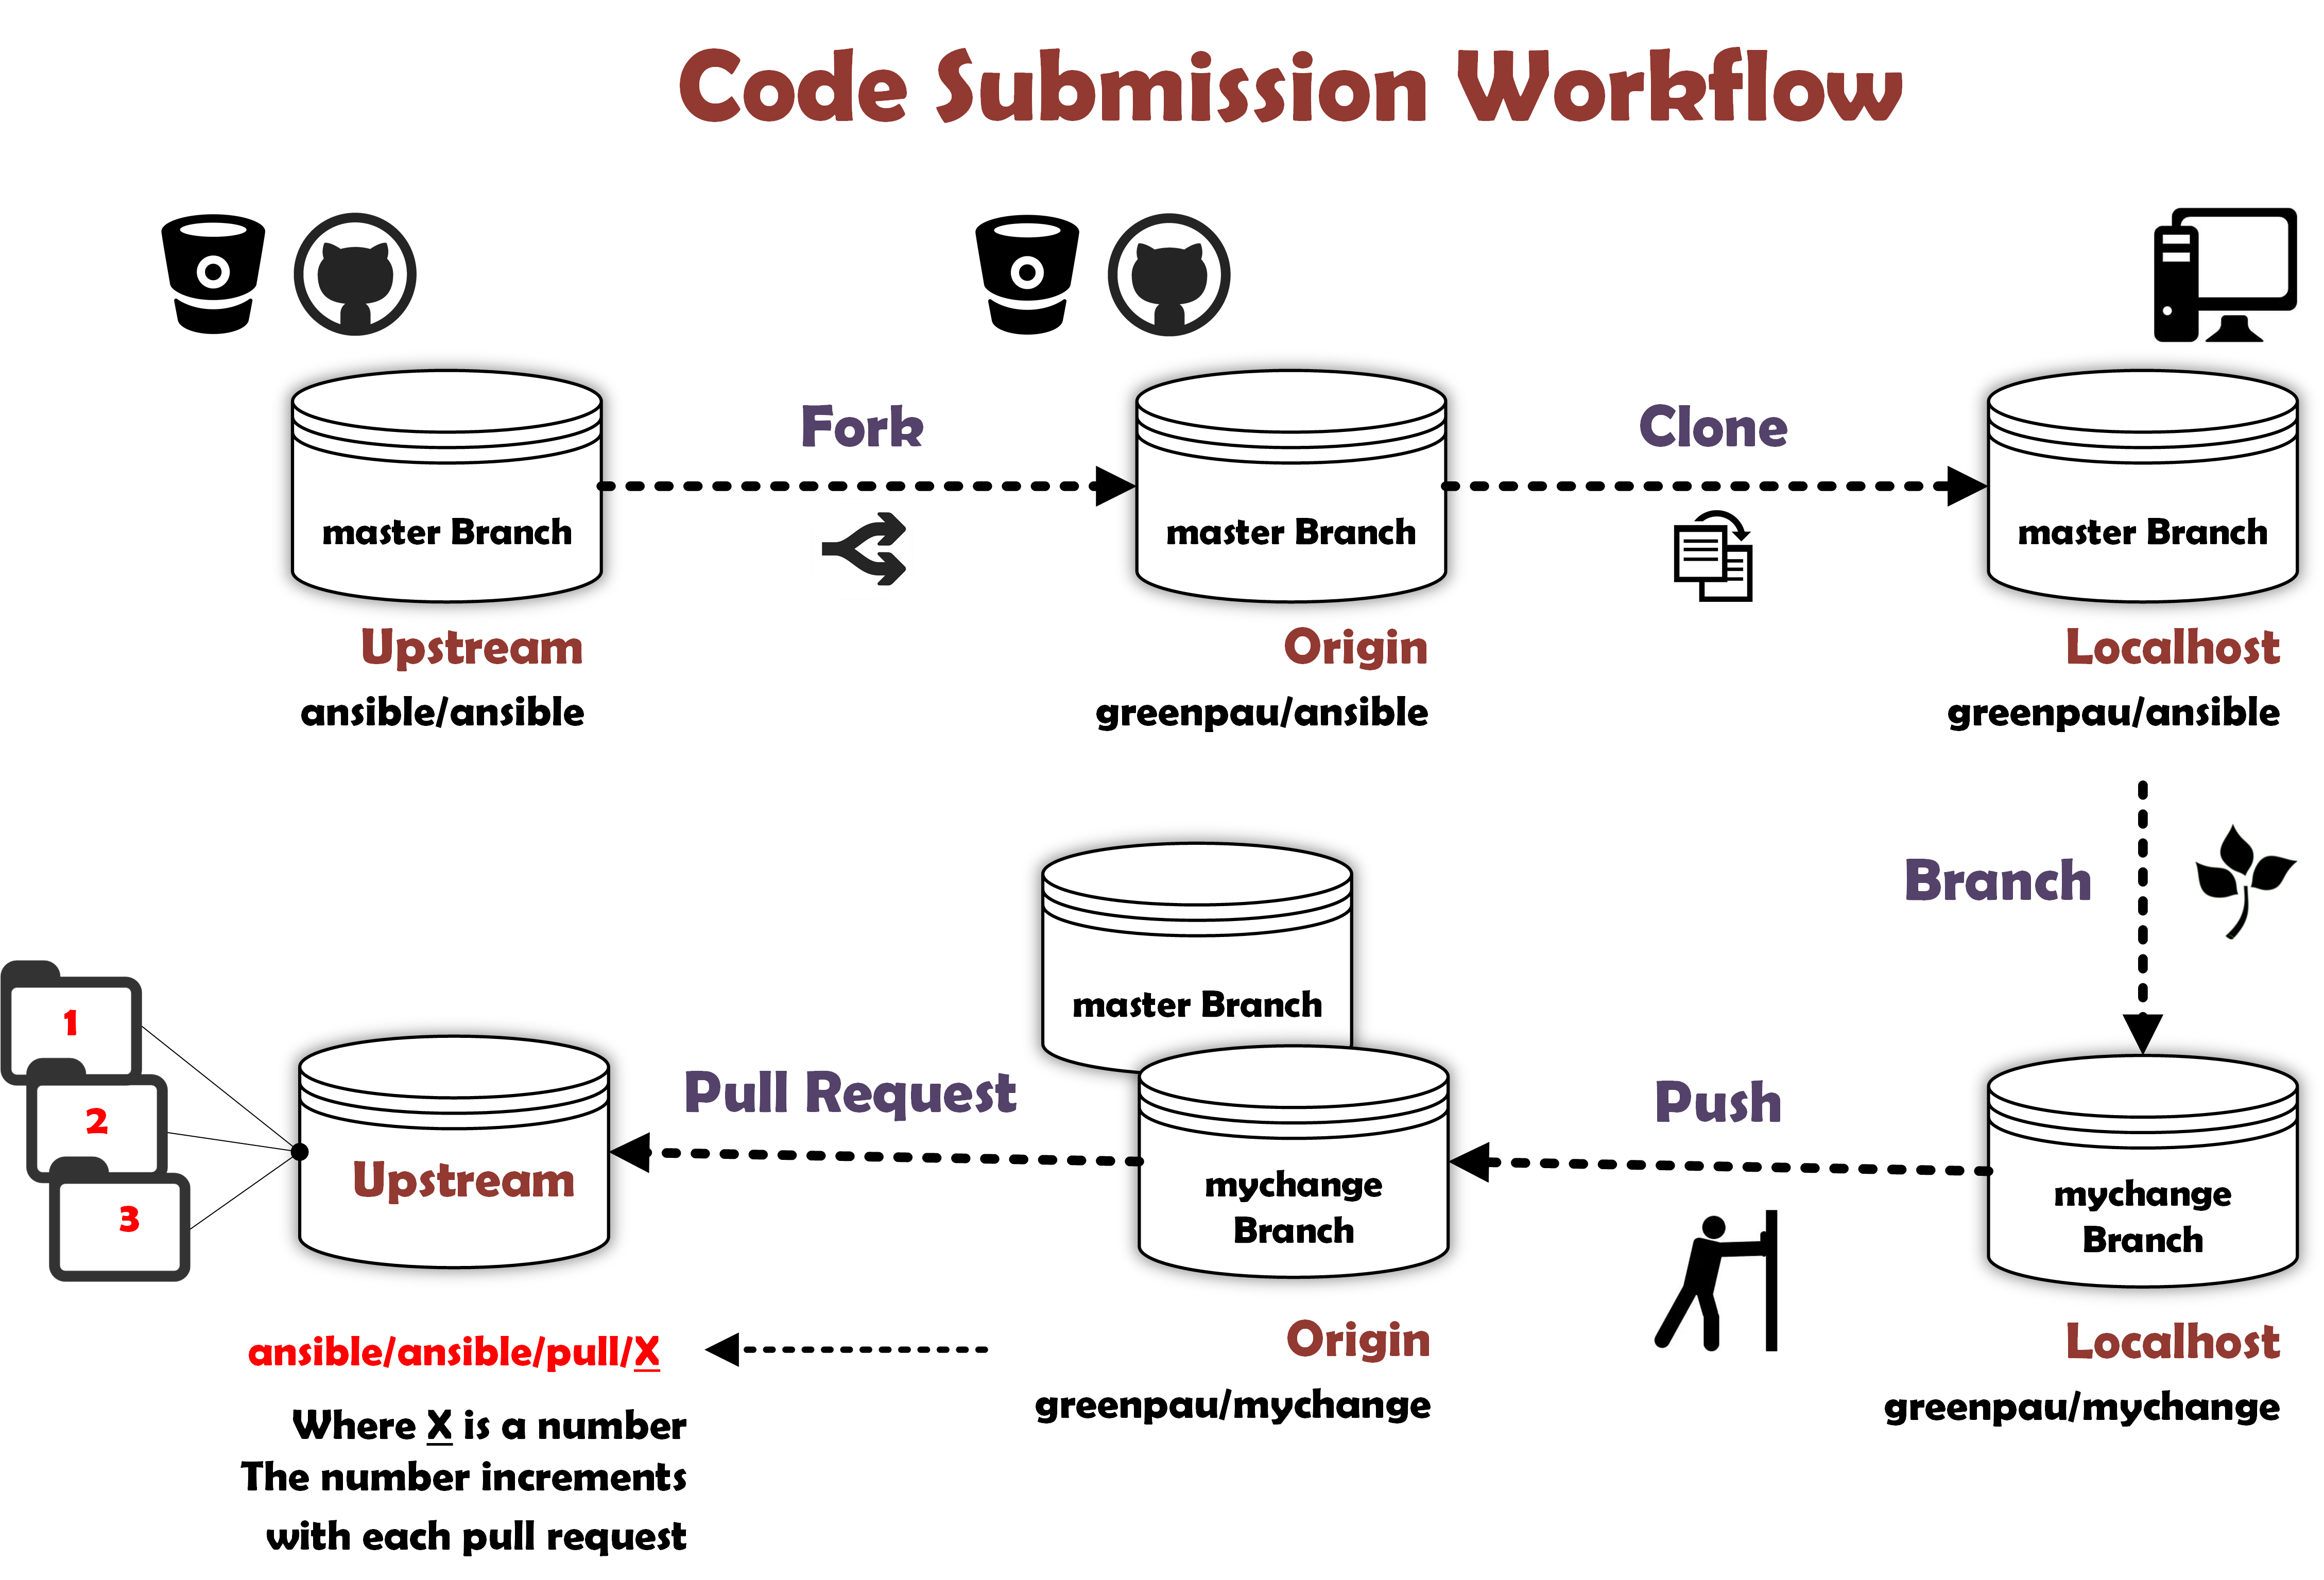 Code Submission Workflow
Fork
Clone
master Branch
master Branch
master Branch
Upstream
Origin
Localhost
ansible/ansible
greenpau/ansible
greenpau/ansible
Branch
master Branch
1
2
3
Pull Request
Push
Upstream
mychange
Branch
mychange
Branch
ansible/ansible/pull/X
Origin
Localhost
greenpau/mychange
greenpau/mychange
Where X is a number
The number increments
with each pull request